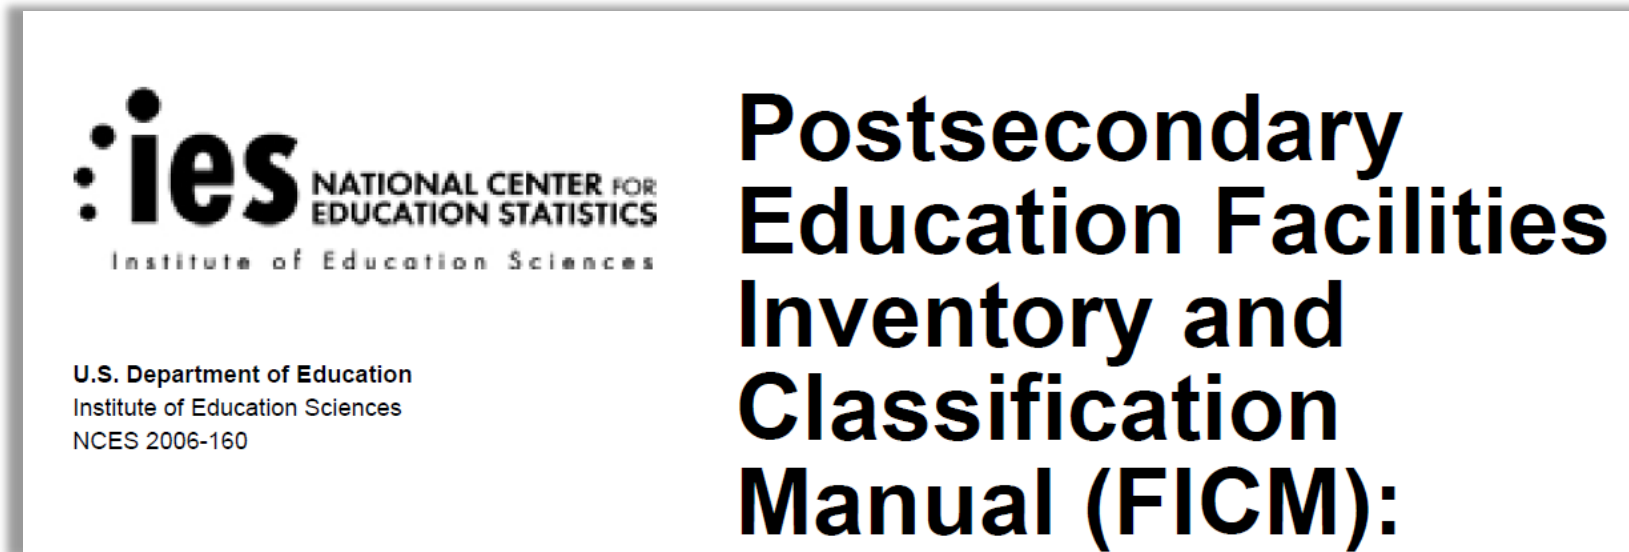 ies NATIONAL CENTER FOR
EDUCATION STATISTICS
Institute of Education Sciences
U.S. Department of Education
Institute of Education Sciences
NCES 2006-160
Postsecondary
Education Facilities
Inventory and
Classification
Manual (FICM):